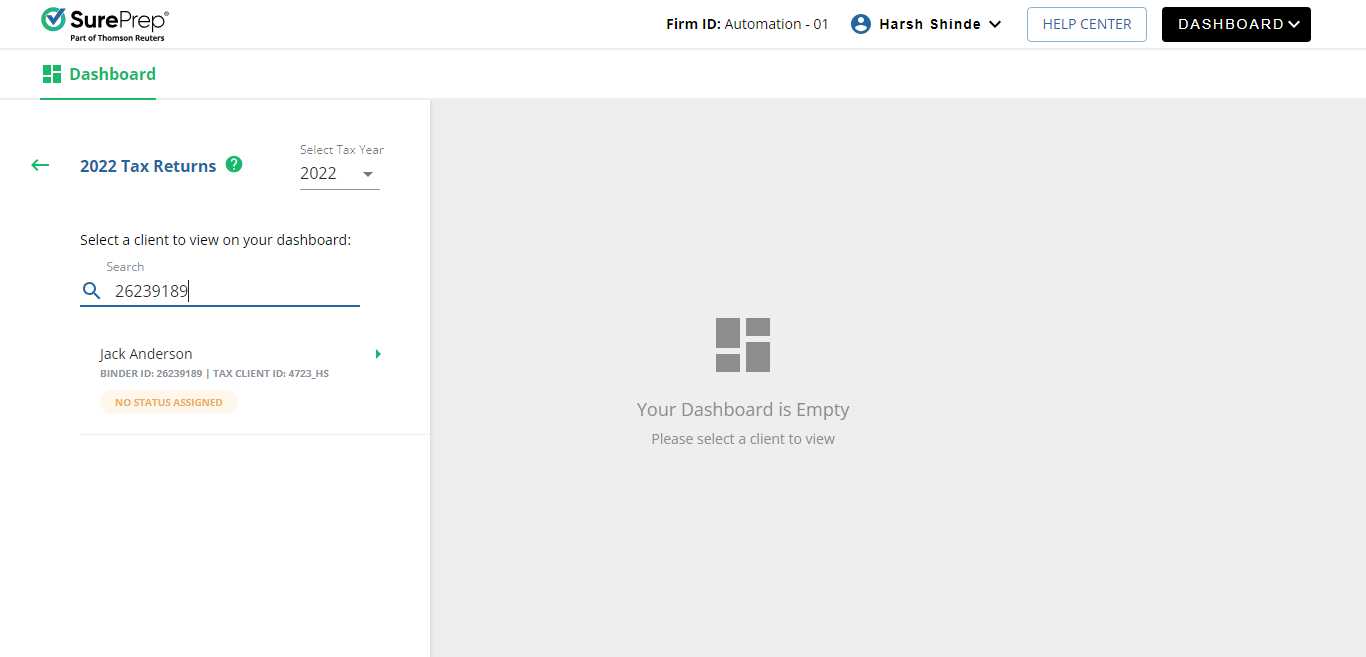 SurePrep®
Part of Thomson Reuters
Firm ID: Automation - 01
Harsh Shinde
HELP CENTER
DASHBOARD
Dashboard
2022 Tax Returns ?
Select Tax Year
2022
Select a client to view on your dashboard:
Search
26239189
Jack Anderson
BINDER ID: 26239189 | TAX CLIENT ID: 4723_HS
NO STATUS ASSIGNED
Your Dashboard is Empty
Please select a client to view